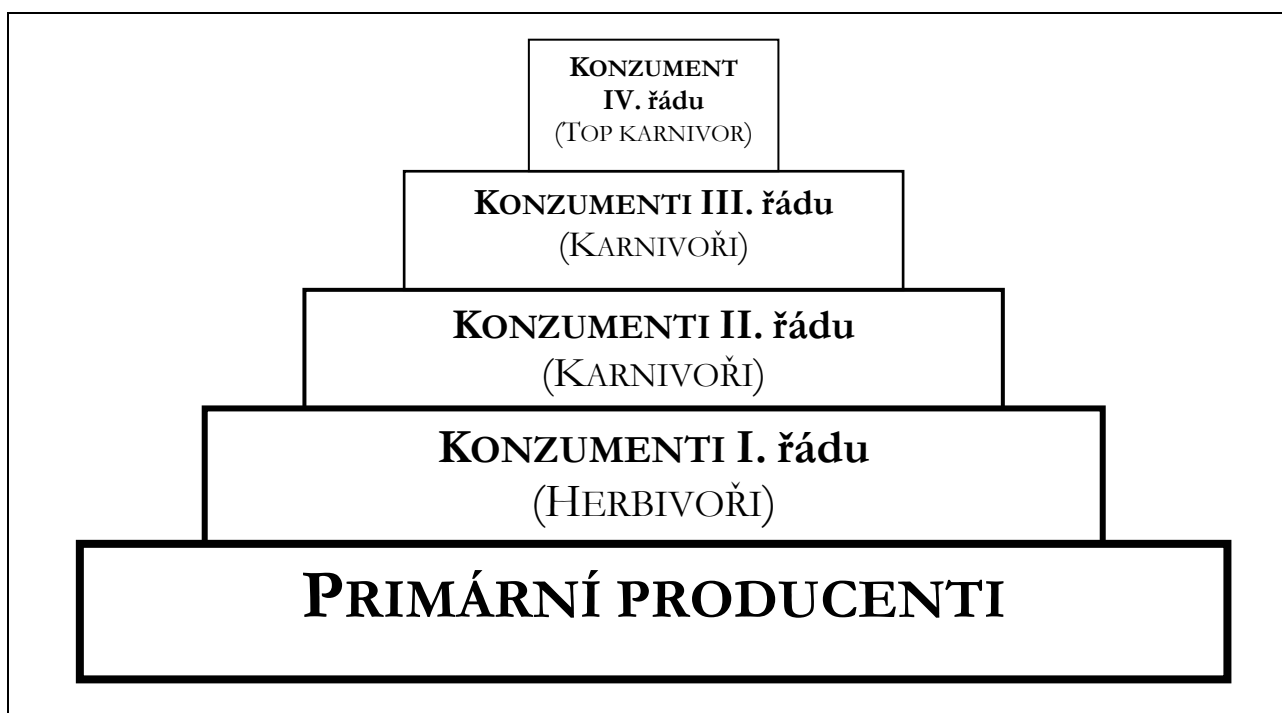 KONZUMENT
IV. řádu
(TOP KARNIVOR)
KONZUMENTI III. řádu
(KARNIVOŘI)
KONZUMENTI II. řádu
(KARNIVOŘI)
KONZUMENTI I. řádu
(HERBIVOŘI)
PRIMÁRNÍ PRODUCENTI